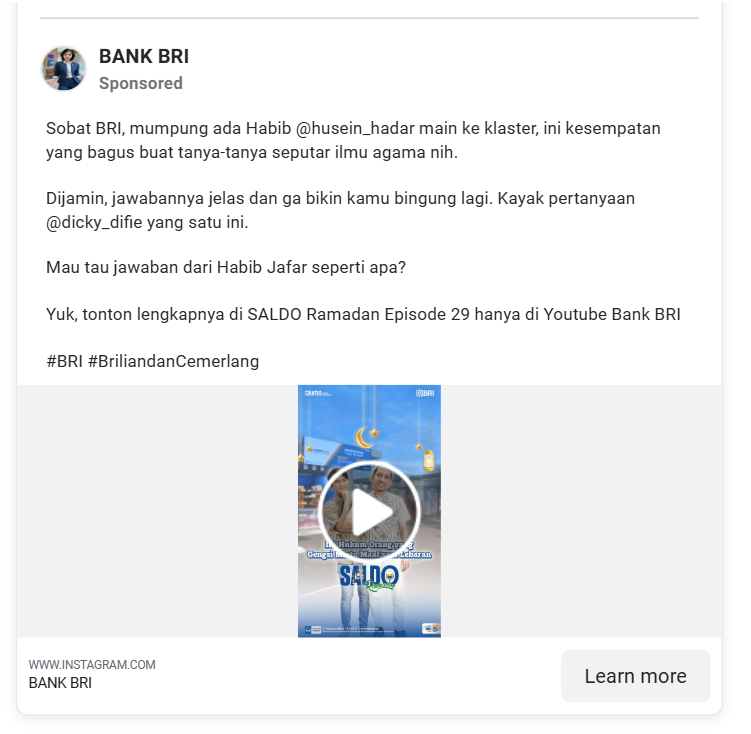 BANK BRI
Sponsored
Sobat BRI, mumpung ada Habib @husein_hadar main ke klaster, ini kesempatan
yang bagus buat tanya-tanya seputar ilmu agama nih.
Dijamin, jawabannya jelas dan ga bikin kamu bingung lagi. Kayak pertanyaan
@dicky_difie yang satu ini.
Mau tau jawaban dari Habib Jafar seperti apa?
Yuk, tonton lengkapnya di SALDO Ramadan Episode 29 hanya di Youtube Bank BRI
#BRI #BriliandanCemerlang
BUMN
BRI
Hukum Orang yang
Gengsi Maaf Lebaran
SALDO
Ramadan
WWW.INSTAGRAM.COM
BANK BRI
Learn more